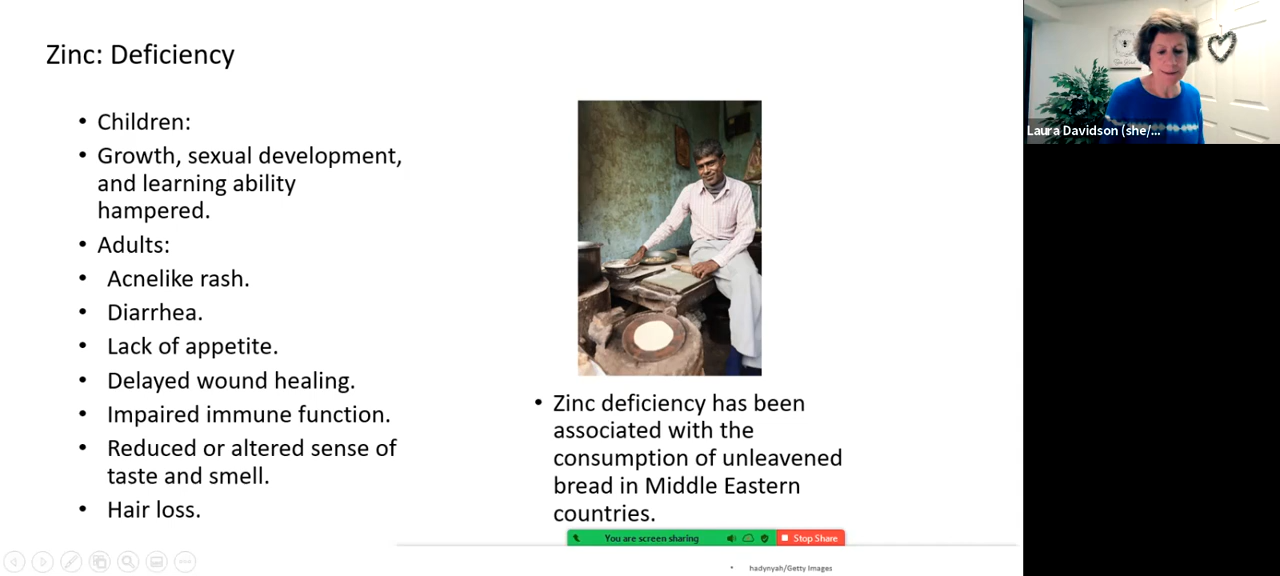 Zinc: Deficiency
• Children:
• Growth, sexual development,
and learning ability
hampered.
• Adults:
• Acnelike rash.
• Diarrhea.
• Lack of appetite.
• Delayed wound healing.
• Impaired immune function.
• Reduced or altered sense of
taste and smell.
• Hair loss.
• Zinc deficiency has been
associated with the
consumption of unleavened
bread in Middle Eastern
countries.
You are screen sharing
Stop Share
• hadynyah/Getty Images
Laura Davidson (she/...